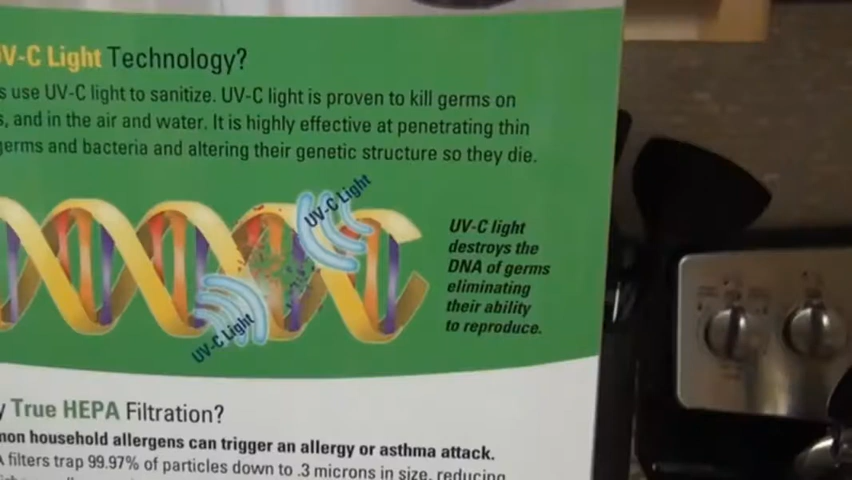 V-C Light Technology?
s use UV-C light to sanitize. UV-C light is proven to kill germs on
s, and in the air and water. It is highly effective at penetrating thin
germs and bacteria and altering their genetic structure so they die.
UV-C Light
UV-C light
destroys the
DNA of germs
eliminating
their ability
to reproduce.
UV-C Light
y True HEPA Filtration?
mon household allergens can trigger an allergy or asthma attack.
A filters trap 99.97% of particles down to .3 microns in size, reducing